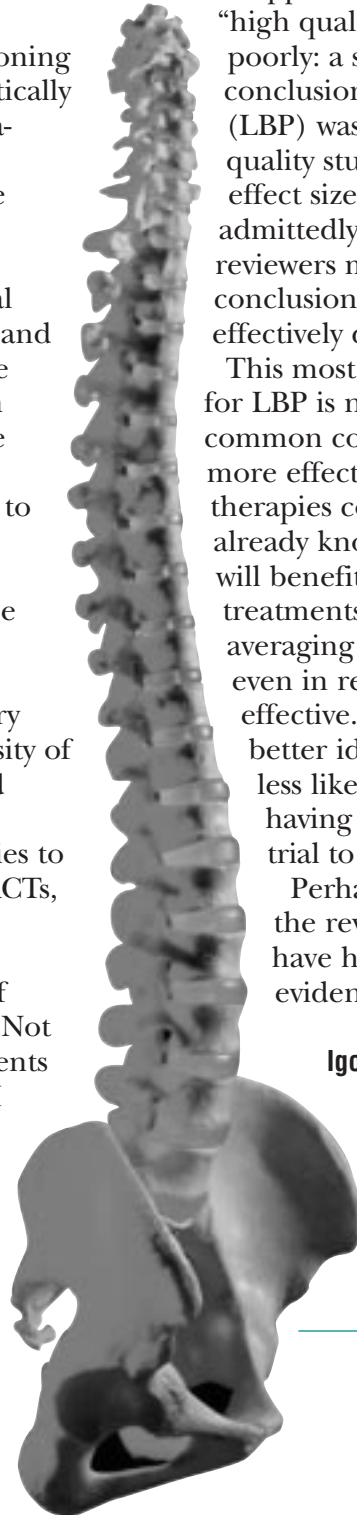 oning
tically
a-
e
al
and
e
e
to
e
ry
sity of
d
ies to
CTs,
f
Not
ents
“high qual
poorly: a s
conclusion
(LBP) was
quality stu
effect size
admittedly
reviewers m
conclusion
effectively
This most
for LBP is
common co
more effect
therapies co
already kno
will benefit
treatments
averaging
even in re
effective.
better id
less like
having
trial to
Perha
the rev
have h
eviden
Igo